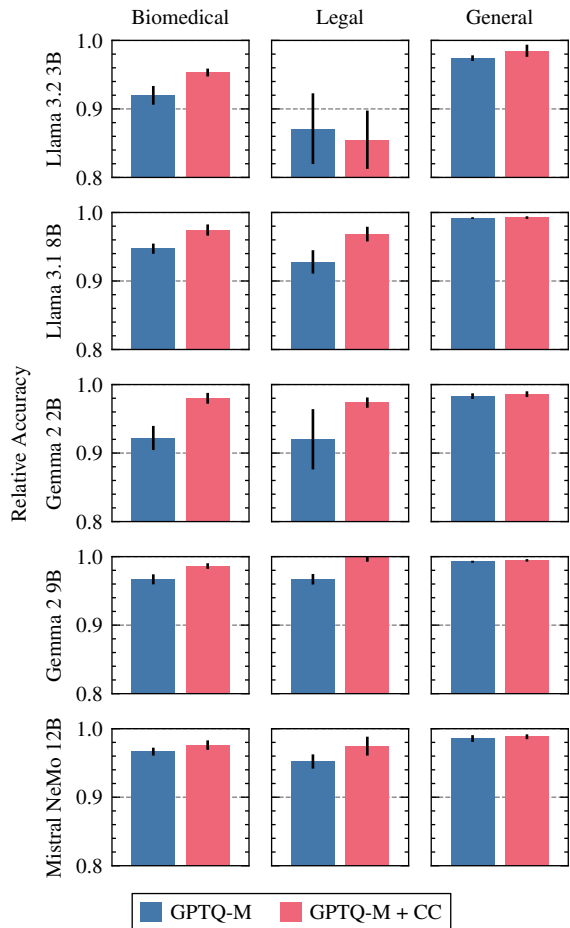 Biomedical Legal General
Relative Accuracy
Llama 3.2 3B
1.0
0.9
0.8
Llama 3.1 8B
1.0
0.9
0.8
Gemma 2 2B
1.0
0.9
0.8
Gemma 2 9B
1.0
0.9
0.8
Mistral NeMo 12B
1.0
0.9
0.8
GPTQ-M GPTQ-M + CC